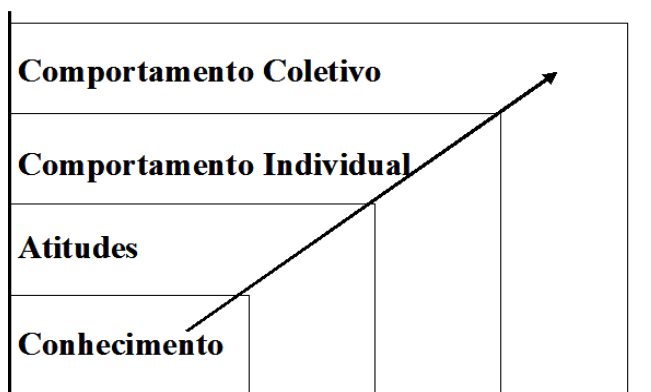 Comportamento Coletivo
Comportamento Individual
Atitudes
Conhecimento